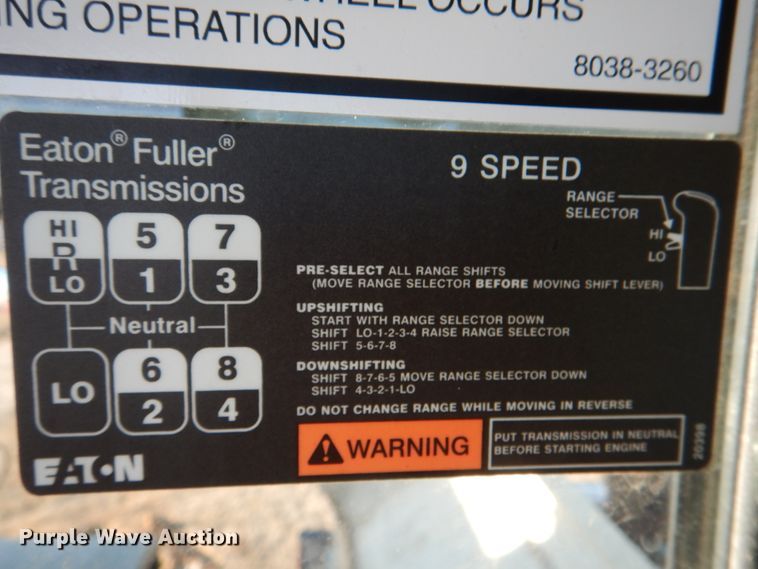 OCCURS
ING OPERATIONS
8038-3260
Eaton® Fuller®
Transmissions
9 SPEED
HI
R
LO
5
1
7
3
Neutral
LO
6
2
8
4
RANGE
SELECTOR
HI
LO
PRE-SELECT ALL RANGE SHIFTS
(MOVE RANGE SELECTOR BEFORE MOVING SHIFT LEVER)
UPSHIFTING
START WITH RANGE SELECTOR DOWN
SHIFT LO-1-2-3-4 RAISE RANGE SELECTOR
SHIFT 5-6-7-8
DOWNSHIFTING
SHIFT 8-7-6-5 MOVE RANGE SELECTOR DOWN
SHIFT 4-3-2-1-LO
DO NOT CHANGE RANGE WHILE MOVING IN REVERSE
WARNING
PUT TRANSMISSION IN NEUTRAL
BEFORE STARTING ENGINE
20398
EATON
Purple Wave Auction